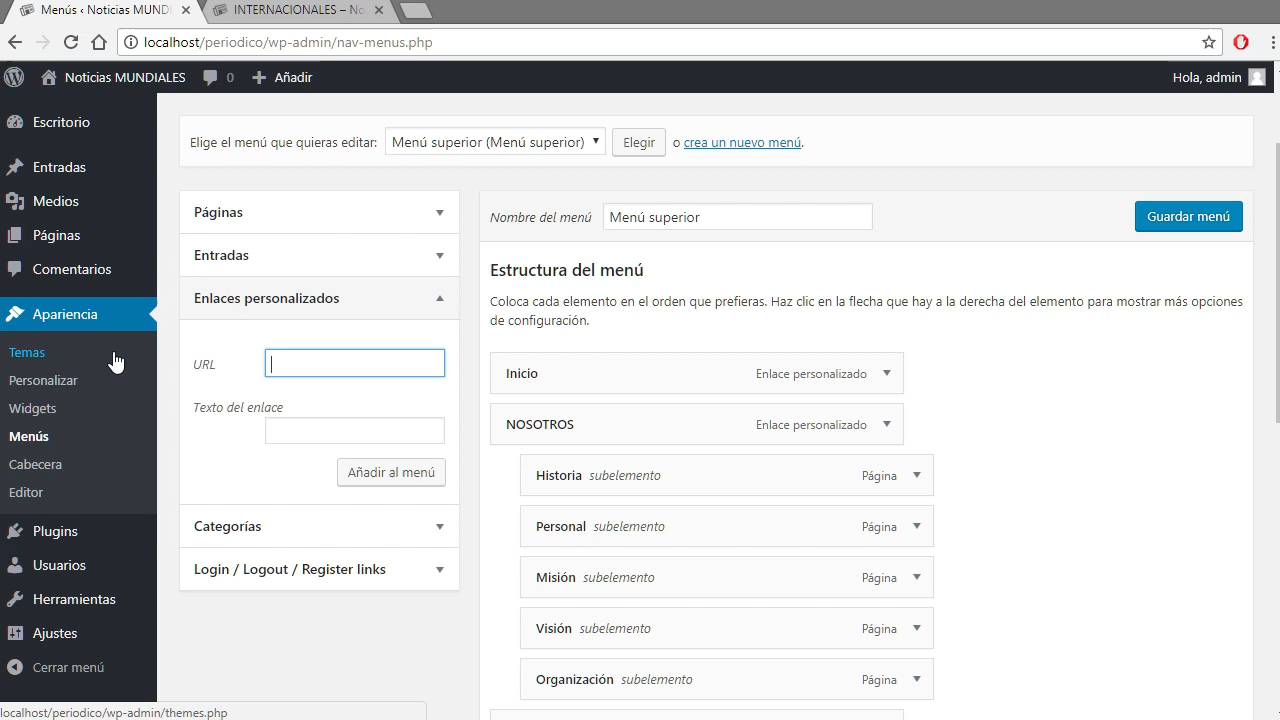 Menús ‹ Noticias MUNDI
INTERNACIONALES – No
localhost/periodico/wp-admin/nav-menus.php
Noticias MUNDIALES
0
Añadir
Hola, admin
Escritorio
Entradas
Medios
Páginas
Comentarios
Apariencia
Temas
Personalizar
Widgets
Menús
Cabecera
Editor
Plugins
Usuarios
Herramientas
Ajustes
Cerrar menú
Elige el menú que quieras editar:
Menú superior (Menú superior)
Elegir
o crea un nuevo menú.
Páginas
Entradas
Enlaces personalizados
URL
Texto del enlace
Añadir al menú
Categorías
Login / Logout / Register links
Nombre del menú
Menú superior
Guardar menú
Estructura del menú
Coloca cada elemento en el orden que prefieras. Haz clic en la flecha que hay a la derecha del elemento para mostrar más opciones
de configuración.
Inicio Enlace personalizado
NOSOTROS Enlace personalizado
Historia subelemento Página
Personal subelemento Página
Misión subelemento Página
Visión subelemento Página
Organización subelemento Página
localhost/periodico/wp-admin/themes.php